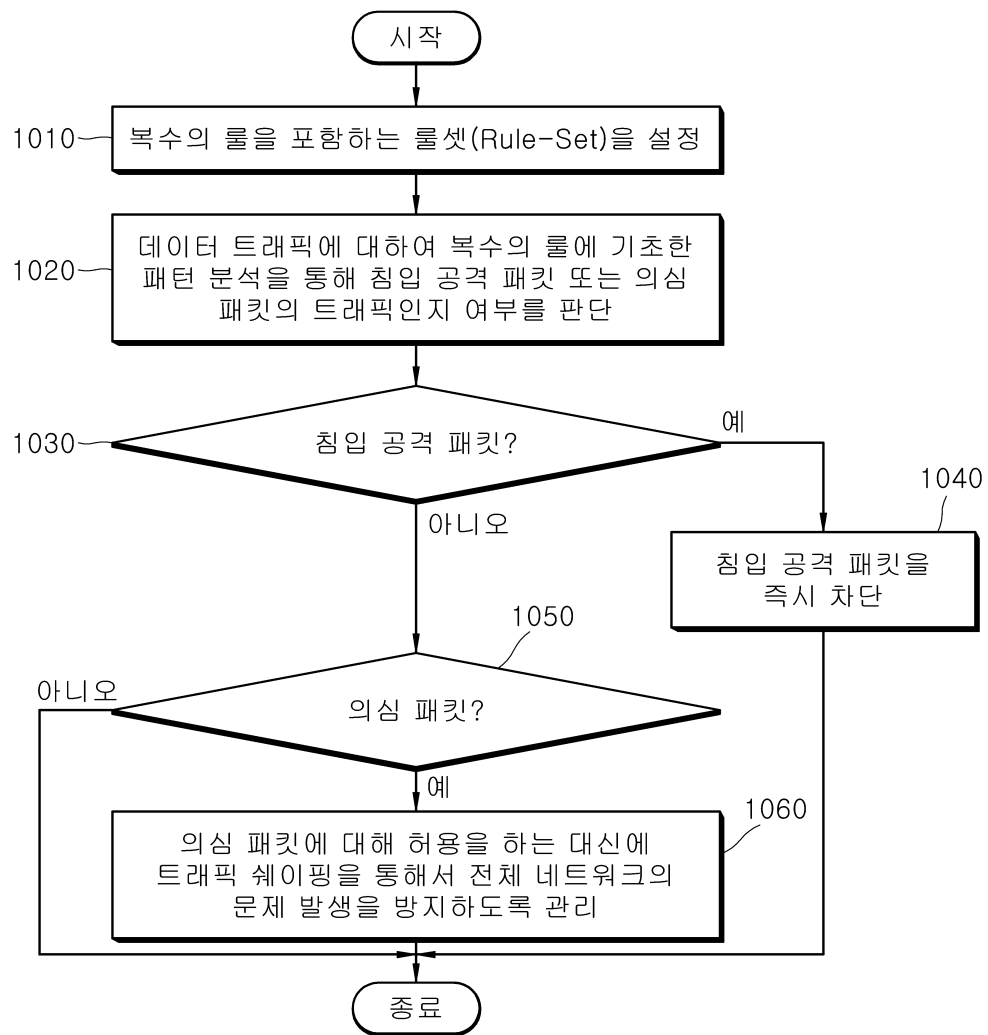 시작
1010
복수의 룰을 포함하는 룰셋(Rule-Set)을 설정
1020
데이터 트래픽에 대하여 복수의 룰에 기초한
패턴 분석을 통해 침입 공격 패킷 또는 의심
패킷의 트래픽인지 여부를 판단
1030
침입 공격 패킷?
예
아니오
1040
침입 공격 패킷을
즉시 차단
1050
의심 패킷?
아니오
예
1060
의심 패킷에 대해 허용을 하는 대신에
트래픽 쉐이핑을 통해서 전체 네트워크의
문제 발생을 방지하도록 관리
종료